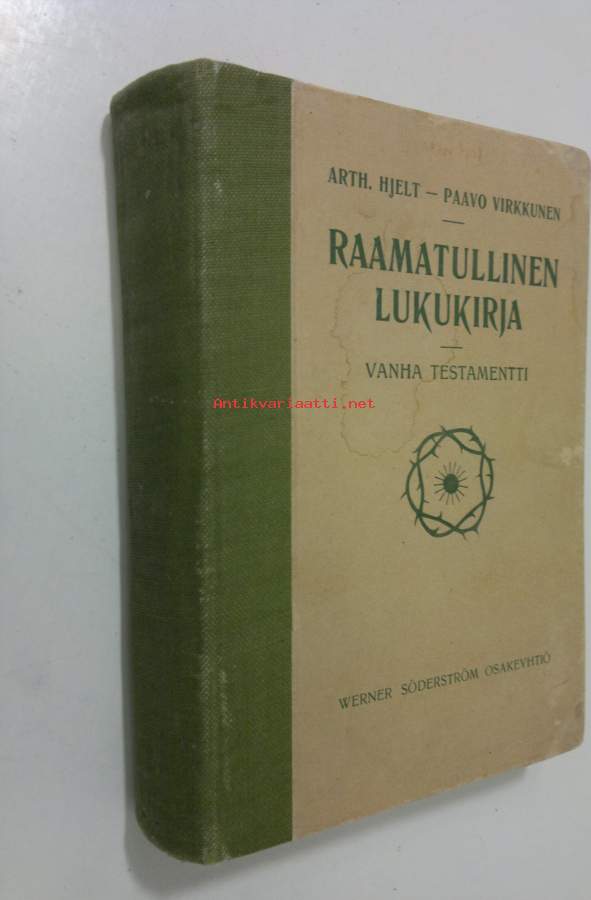 ARTH. HJELT – PAAVO VIRKKUNEN
RAAMATULLINEN
LUKUKIRJA
VANHA TESTAMENTTI
Antikvariaatti.net
WERNER SÖDERSTRÖM OSAKEYHTIÖ